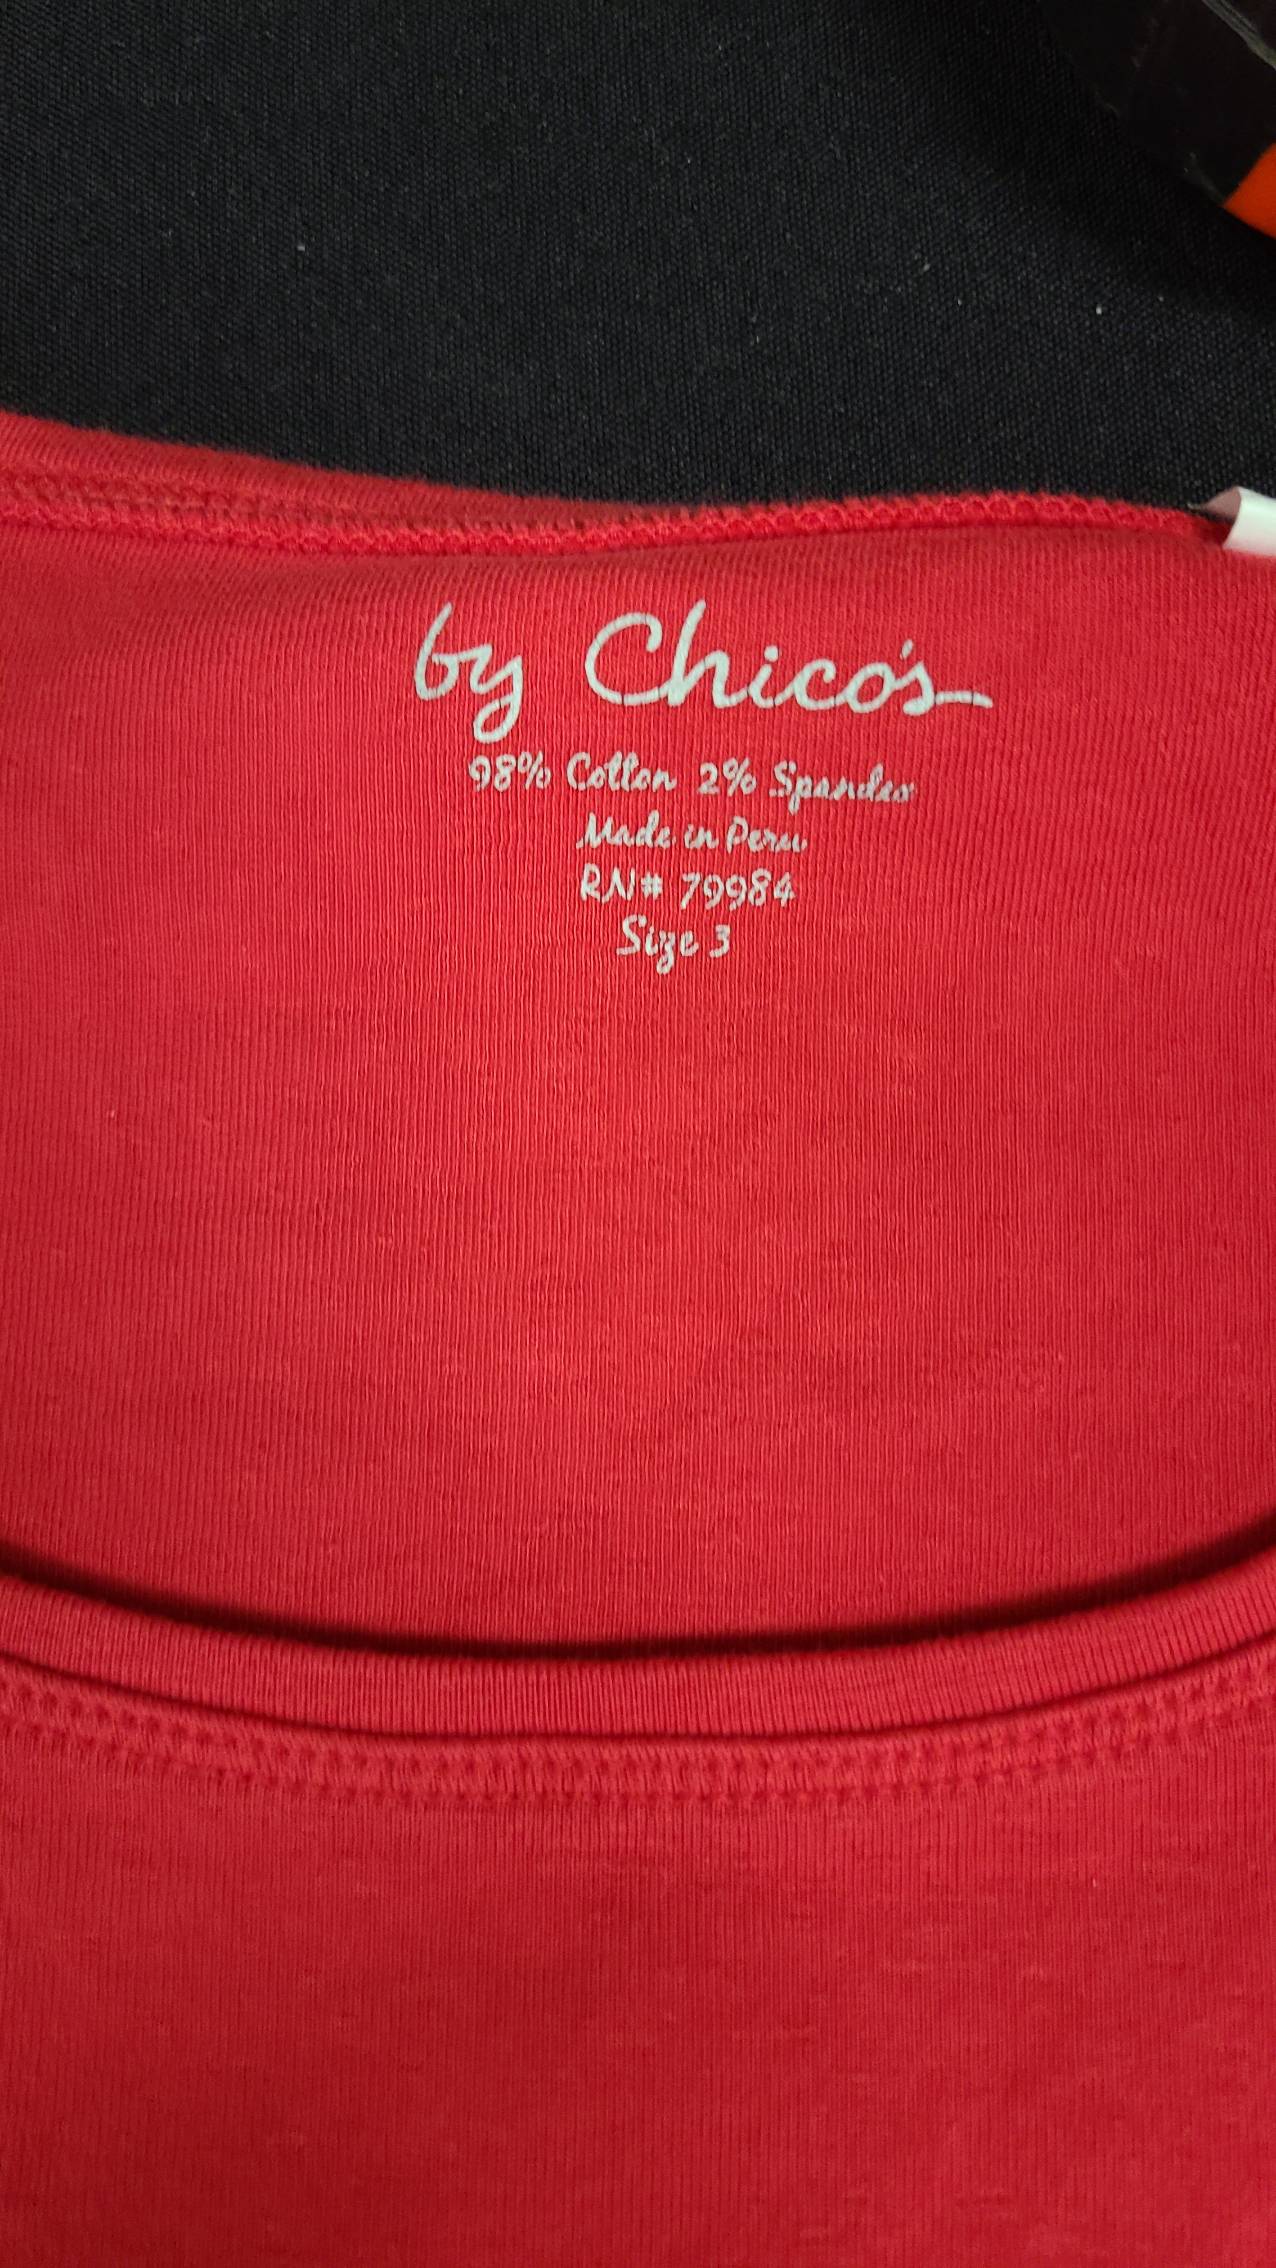 by Chico's
98% Cotton 2% Spandex
Made in Peru
RN# 79984
Size 3